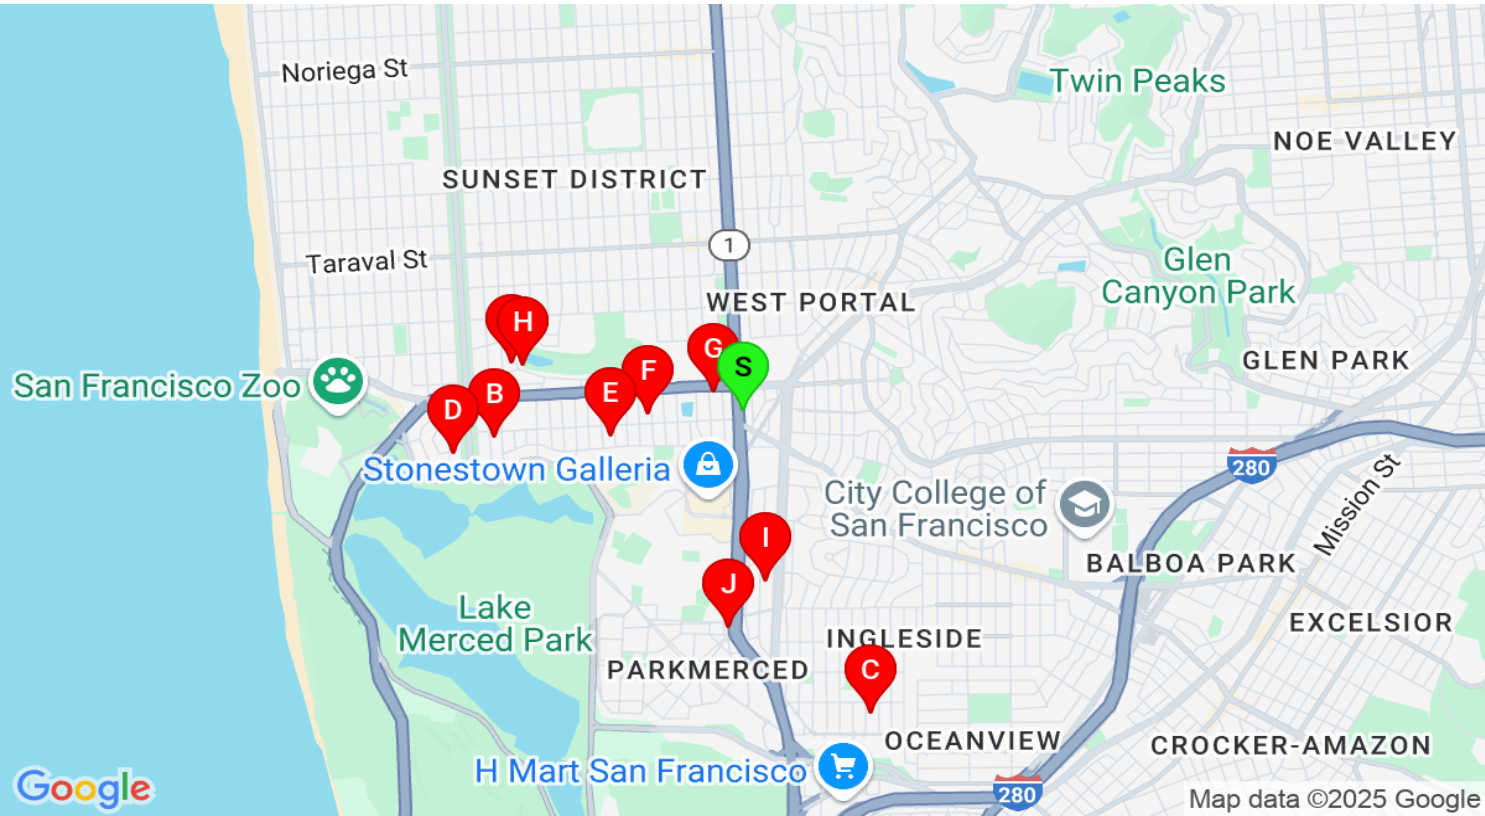 Noriega St
Twin Peaks
NOE VALLEY
SUNSET DISTRICT
1
Taraval St
Glen
Canyon Park
WEST PORTAL
H
G
S
GLEN PARK
San Francisco Zoo
F
E
B
D
Stonestown Galleria
280
Mission St
City College of
San Francisco
I
BALBOA PARK
J
Lake
Merced Park
EXCELSIOR
INGLESIDE
PARKMERCED
C
OCEANVIEW
CROCKER-AMAZON
H Mart San Francisco
280
Google
Map data ©2025 Google